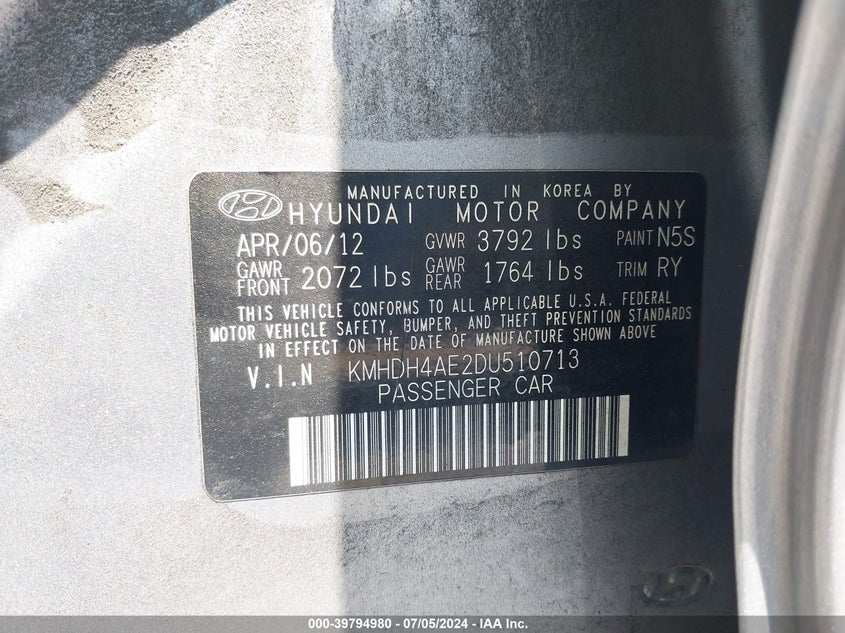 MANUFACTURED IN KOREA BY
HYUNDAI MOTOR COMPANY
APR/06/12 GVWR 3792 lbs PAINT N5S
GAWR FRONT 2072 lbs GAWR REAR 1764 lbs TRIM RY
THIS VEHICLE CONFORMS TO ALL APPLICABLE U.S.A. FEDERAL
MOTOR VEHICLE SAFETY, BUMPER, AND THEFT PREVENTION STANDARDS
IN EFFECT ON THE DATE OF MANUFACTURE SHOWN ABOVE
V.I.N KMHDH4AE2DU510713
PASSENGER CAR
000-39794980 - 07/05/2024 - IAA Inc.